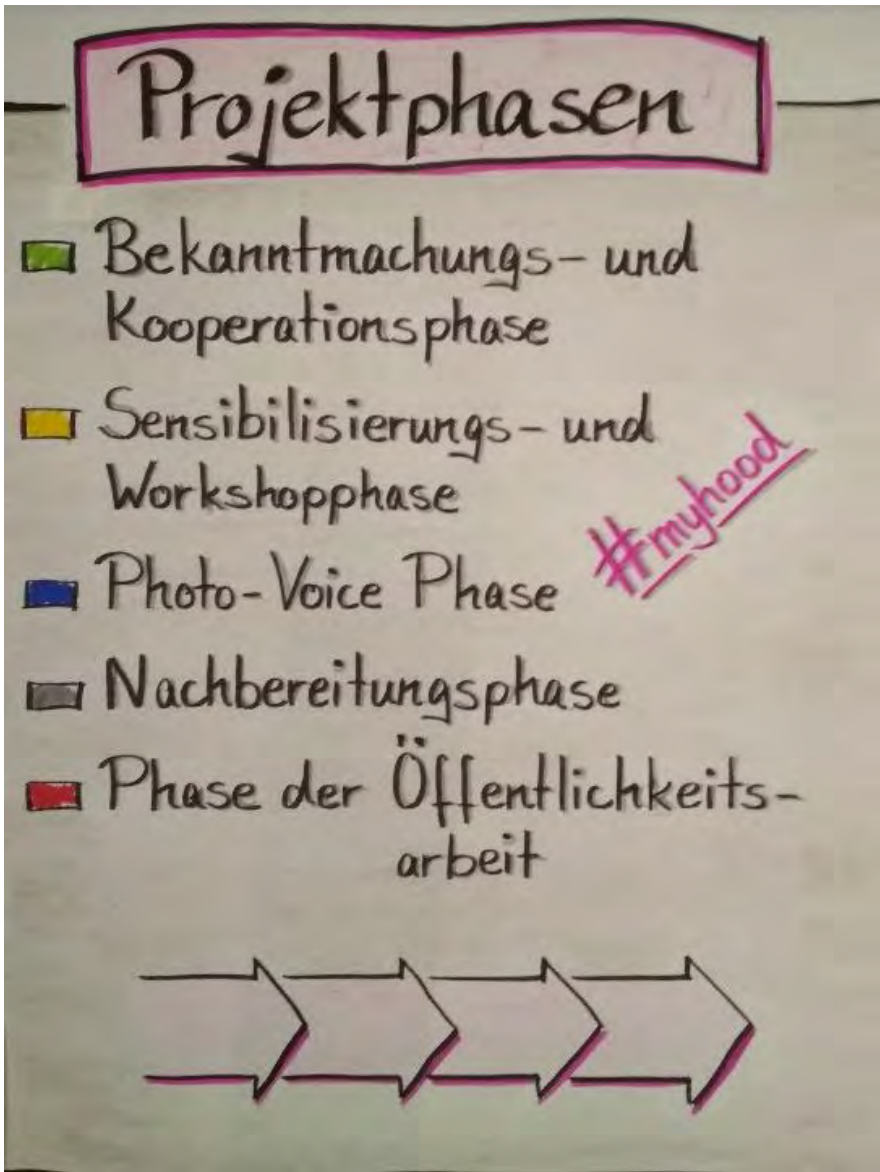 Projektphasen
Bekanntmachungs- und
Kooperationsphase
Sensibilisierungs- und
Workshopphase
#myhood
Photo-Voice Phase
Nachbereitungsphase
Phase der Öffentlichkeits-
arbeit